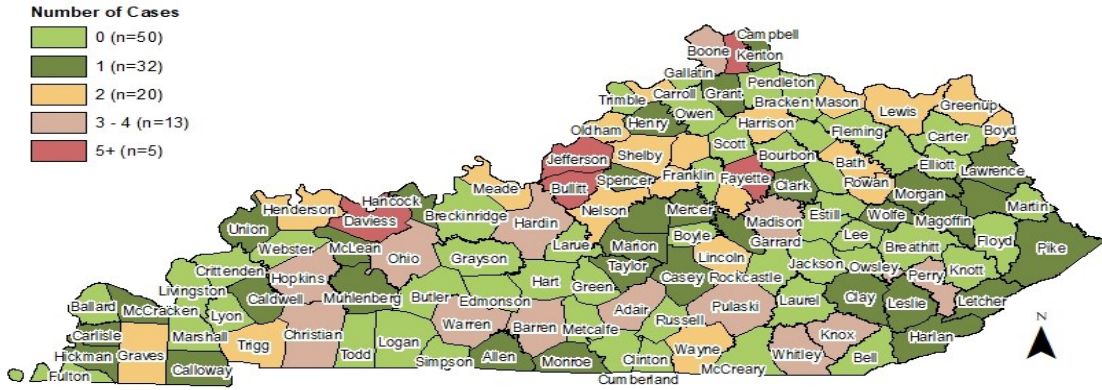 Number of Cases
0 (n=50)
1 (n=32)
2 (n=20)
3 - 4 (n=13)
5+ (n=5)
Campbell
Boone
Kenton
Gallatin
Pendleton
Trimble
Carroll
Grant
Bracken
Mason
Lewis
Greenup
Owen
Oldham
Henry
Harrison
Fleming
Carter
Boyd
Jefferson
Shelby
Scott
Bourbon
Bath
Elliott
Lawrence
Bullitt
Spencer
Franklin
Fayette
Clark
Rowan
Morgan
Martin
Meade
Hancock
Henderson
Daviess
Breckinridge
Hardin
Nelson
Mercer
Madison
Estill
Wolfe
Magoffin
Union
Webster
McLean
Ohio
Grayson
Larue
Marion
Boyle
Garrard
Lee
Breathitt
Floyd
Pike
Crittenden
Hopkins
Hart
Green
Taylor
Casey
Lincoln
Rockcastle
Jackson
Owsley
Perry
Knott
Livingston
Caldwell
Muhlenberg
Butler
Edmonson
Ballard
McCracken
Lyon
Adair
Pulaski
Laurel
Clay
Leslie
Letcher
Carlisle
Marshall
Christian
Warren
Barren
Metcalfe
Russell
Knox
Harlan
Hickman
Graves
Trigg
Todd
Logan
Simpson
Allen
Monroe
Clinton
Wayne
Whitley
Bell
Fulton
Calloway
Cumberland
McCreary
N